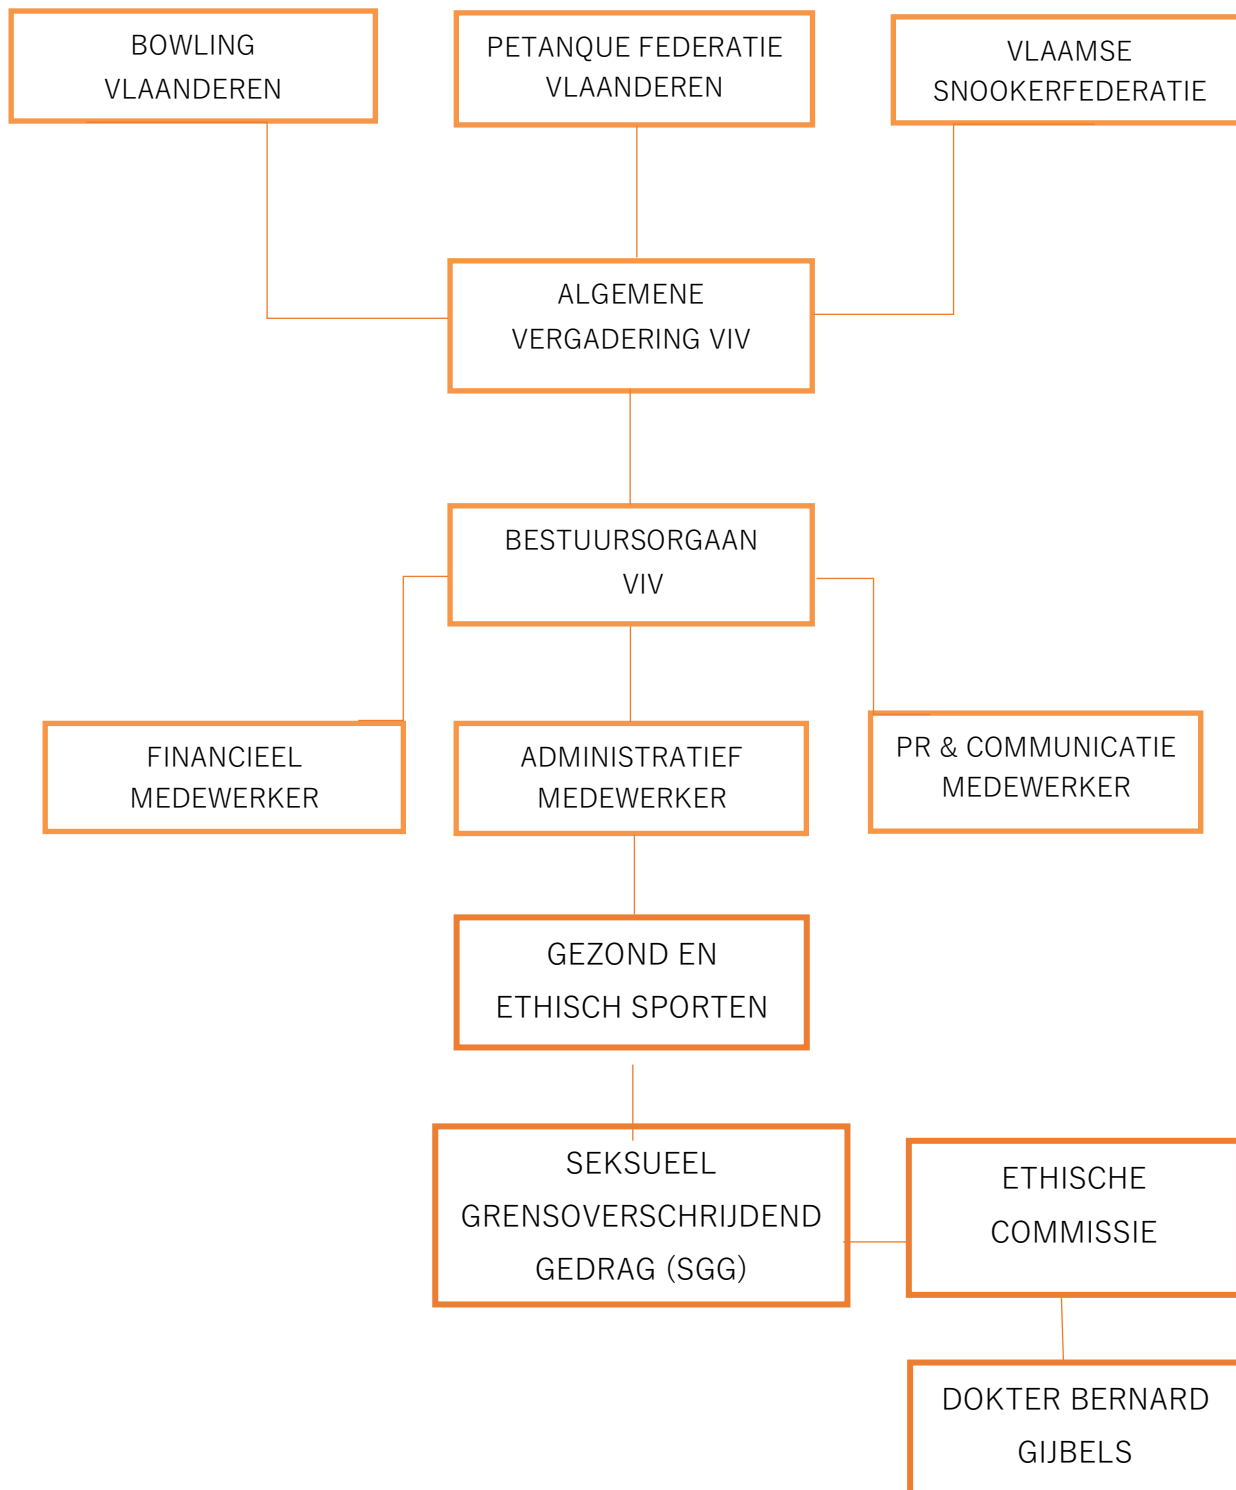 BOWLING
VLAANDEREN
PETANQUE FEDERATIE
VLAANDEREN
VLAAMSE
SNOOKERFEDERATIE
ALGEMENE
VERGADERING VIV
BESTUURSORGAAN
VIV
FINANCIEEL
MEDEWERKER
ADMINISTRATIEF
MEDEWERKER
PR & COMMUNICATIE
MEDEWERKER
GEZOND EN
ETHISCH SPORTEN
SEKSUEEL
GRENSOVERSCHRIJDEND
GEDRAG (SGG)
ETHISCHE
COMMISSIE
DOKTER BERNARD
GIJBELS